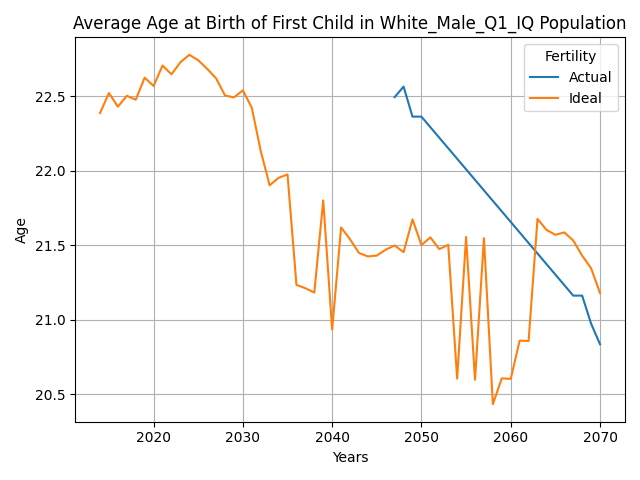 Average Age at Birth of First Child in White_Male_Q1_IQ Population
Fertility
Actual
Ideal
22.5
22.0
21.5
21.0
20.5
Age
2020
2030
2040
2050
2060
2070
Years